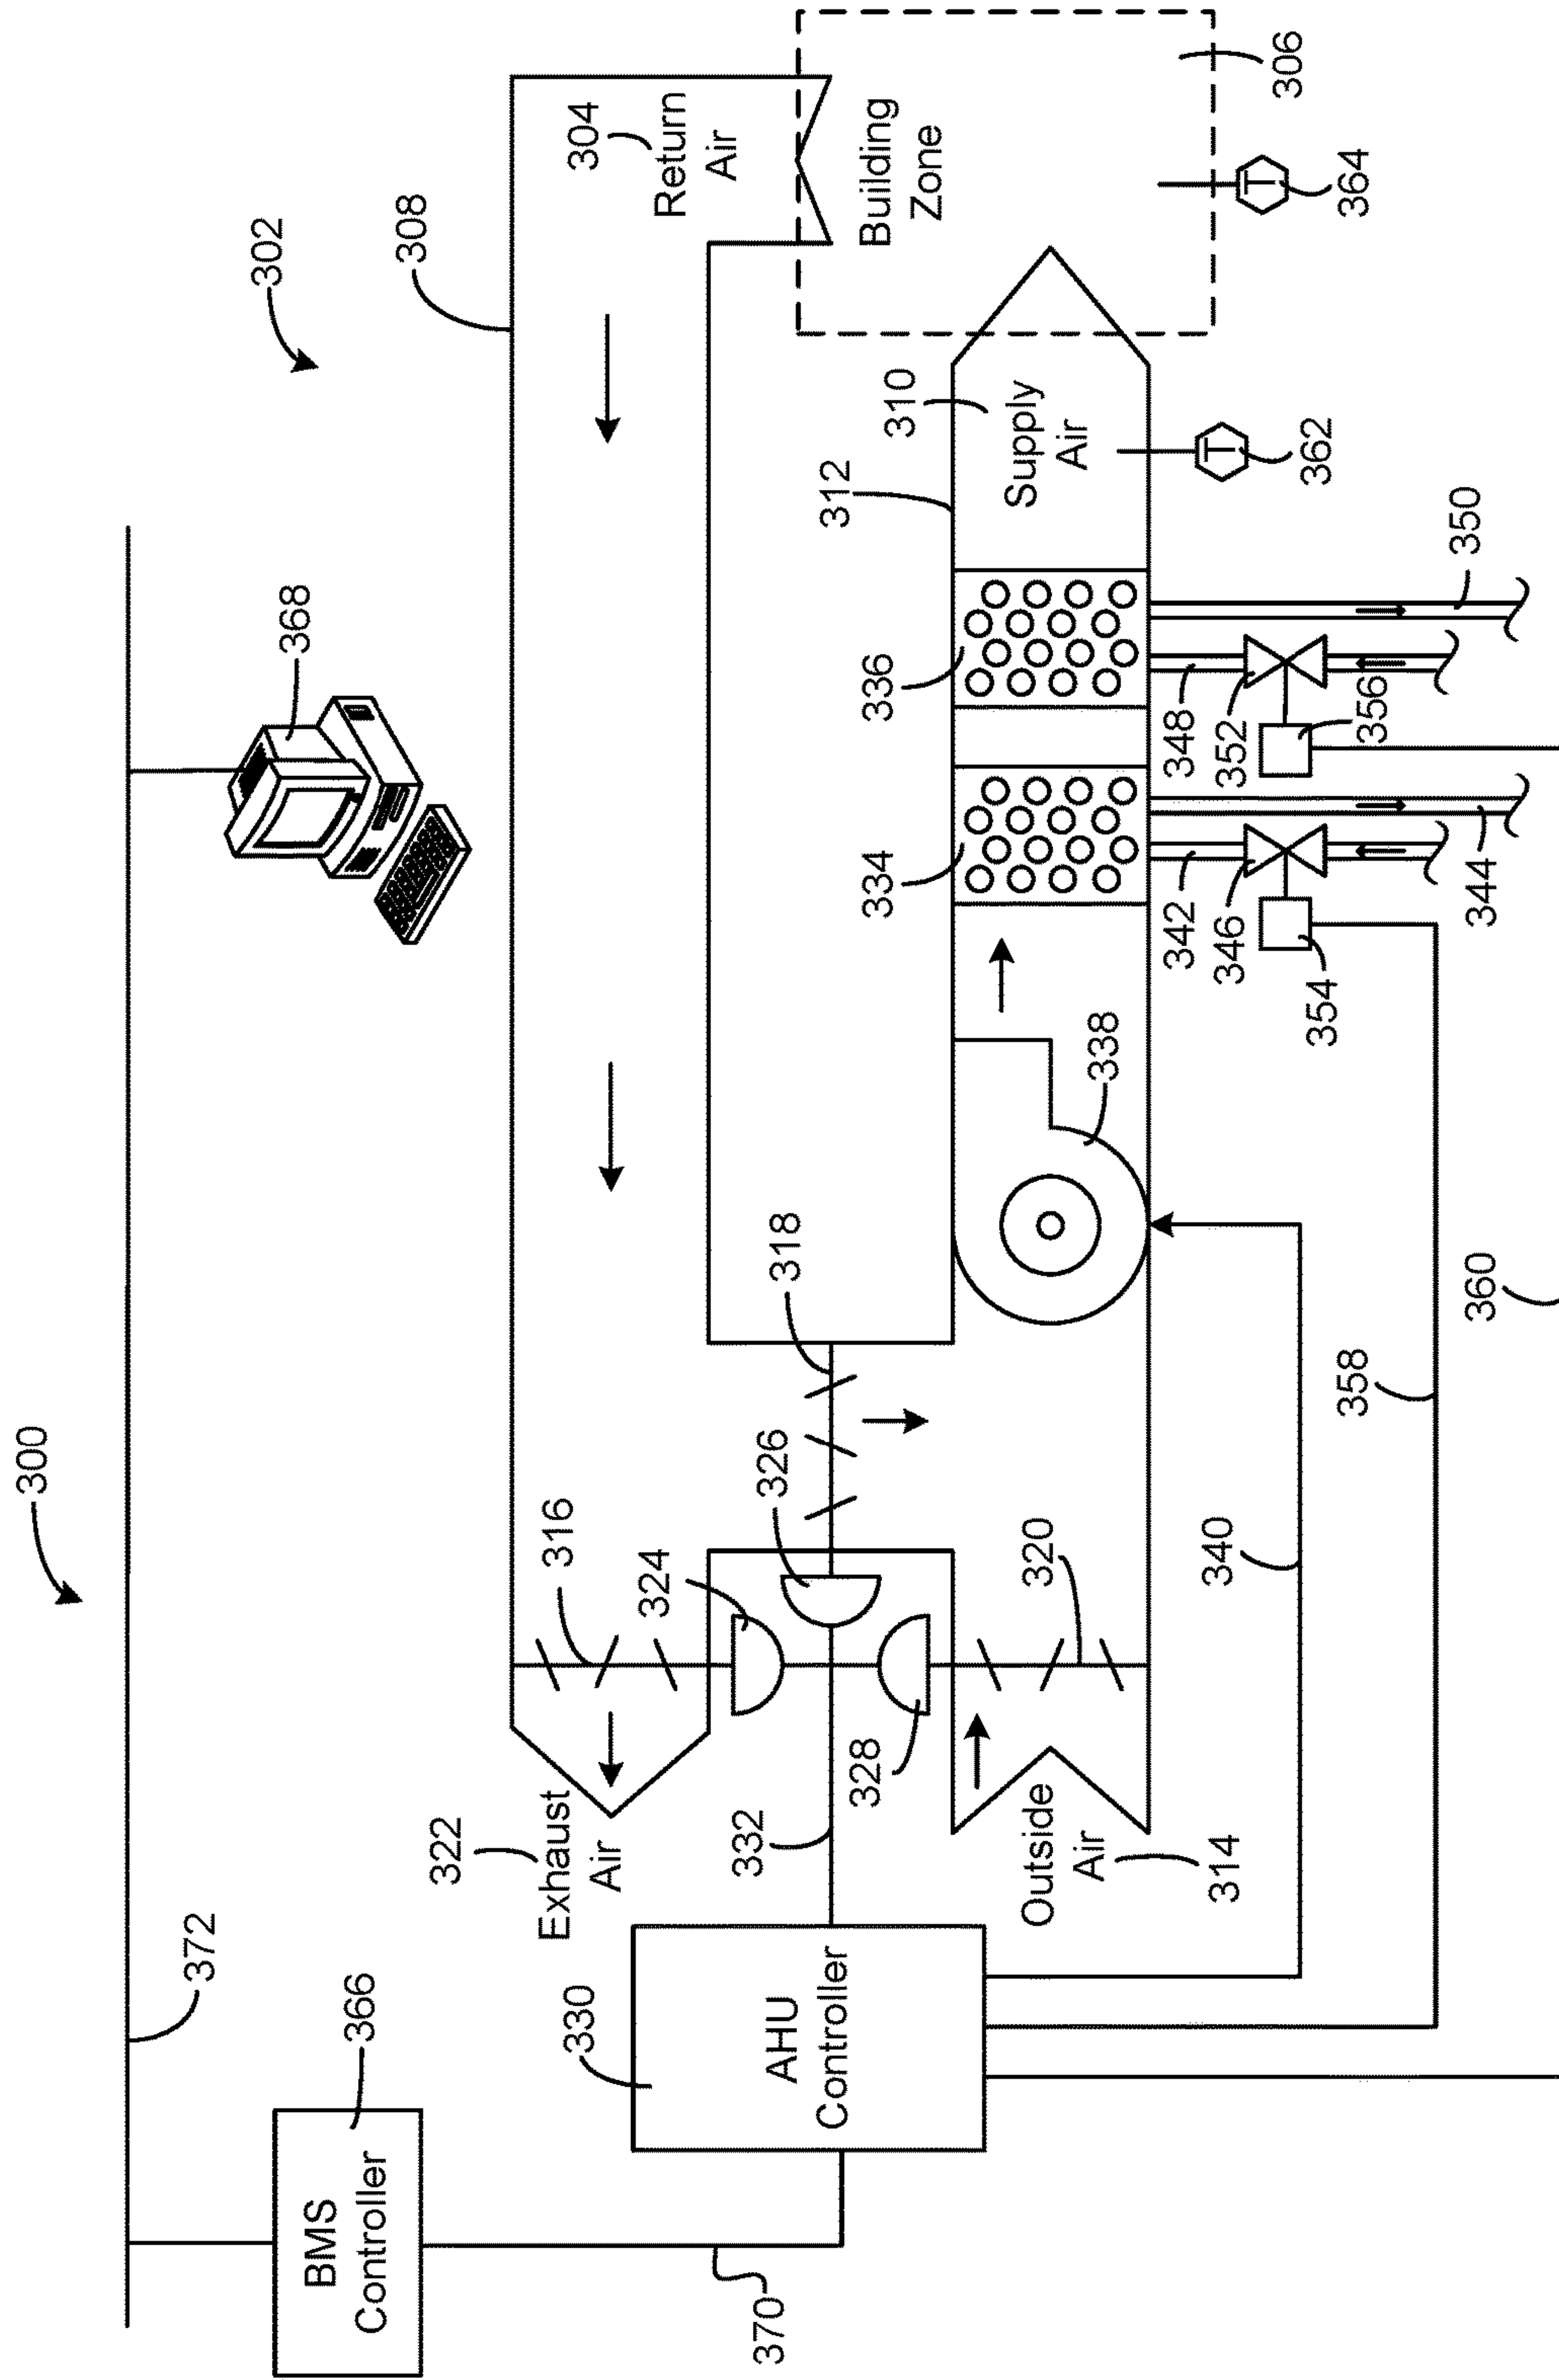 300
372
BMS
Controller
366
368
302
370
330
AHU
Controller
322
Exhaust
Air
332
316
324
326
318
308
304
Return
Air
Building
Zone
306
328
Outside
Air
314
320
338
334
336
312
310
Supply
Air
340
342
346
354
344
348
352
356
350
362
T
364
T
358
360